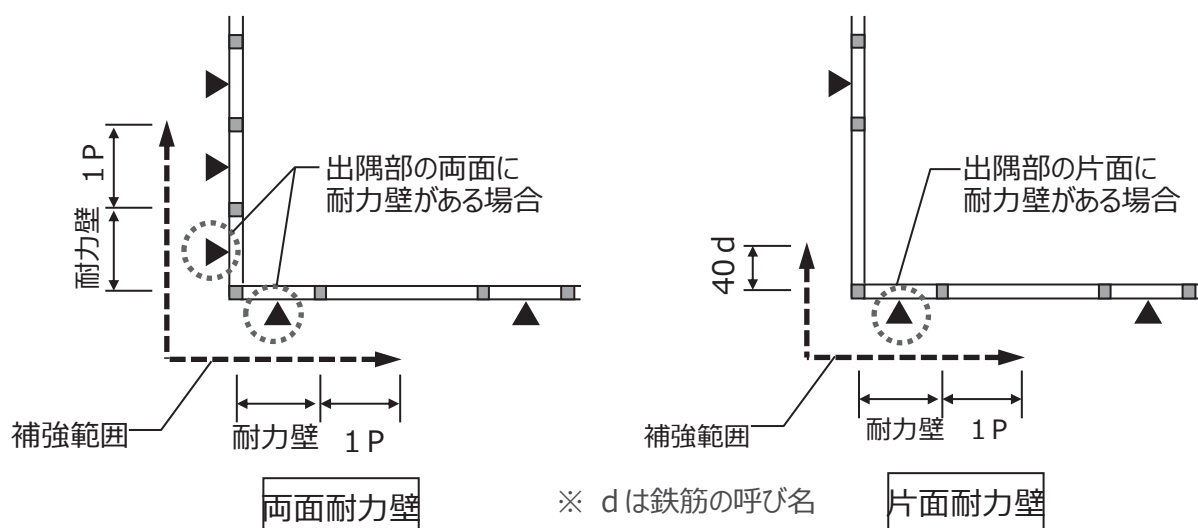 1P
耐力壁
出隅部の両面に
耐力壁がある場合
補強範囲
耐力壁
1P
両面耐力壁
出隅部の片面に
耐力壁がある場合
40d
補強範囲
耐力壁
1P
片面耐力壁
※ dは鉄筋の呼び名